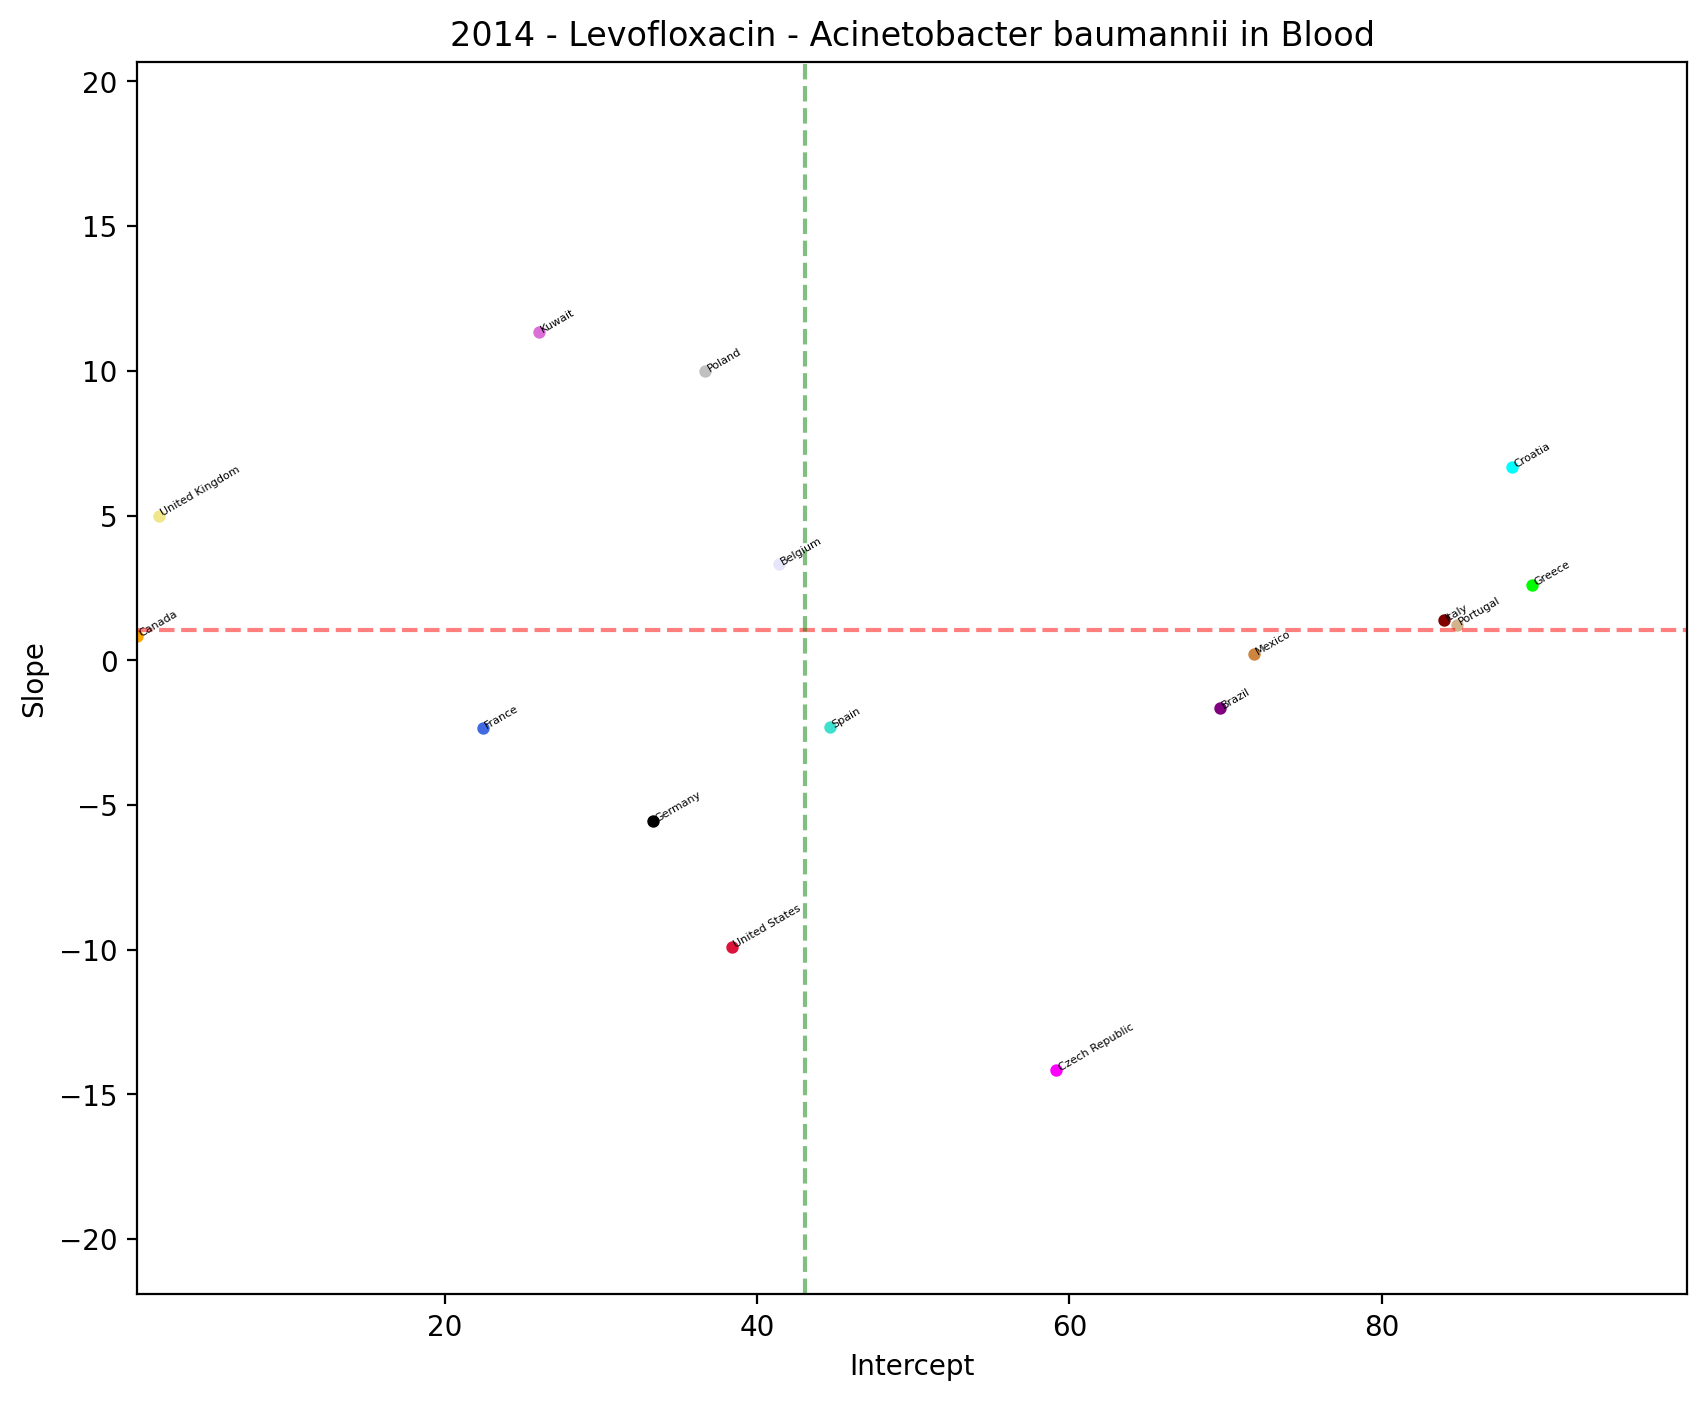 2014 - Levofloxacin - Acinetobacter baumannii in Blood
20
15
10
5
0
−5
−10
−15
−20
Slope
Kuwait
Poland
Croatia
United Kingdom
Belgium
Greece
Italy
Portugal
Canada
Mexico
Brazil
France
Spain
Germany
United States
Czech Republic
20
40
60
80
Intercept